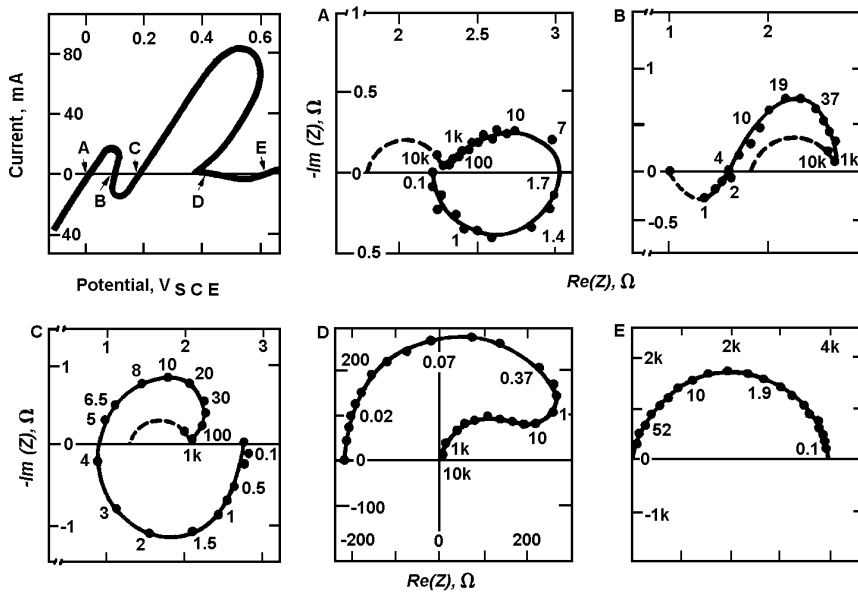 0 0.2 0.4 0.6
80
40
0
40
Current, mA
A
C
B
D
E
Potential, V S C E
A
1
2 2.5 3
0.5
0
0.5
-Im (Z), Ω
10k
1k
100
10
7
0.1
1.7
1
1.4
B
1 2
1
0
-0.5
19
37
10
4
2
1
10k
1k
Re(Z), Ω
C
1 2 3
1
0
-1
-Im (Z), Ω
8
10
20
6.5
5
30
100
4
1k
0.1
0.5
3
1
2
1.5
D
200
0
-100
-200 0 200
0.07
0.37
0.02
1
10
1k
10k
Re(Z), Ω
E
2k 4k
2k
0
-1k
10
1.9
52
0.1